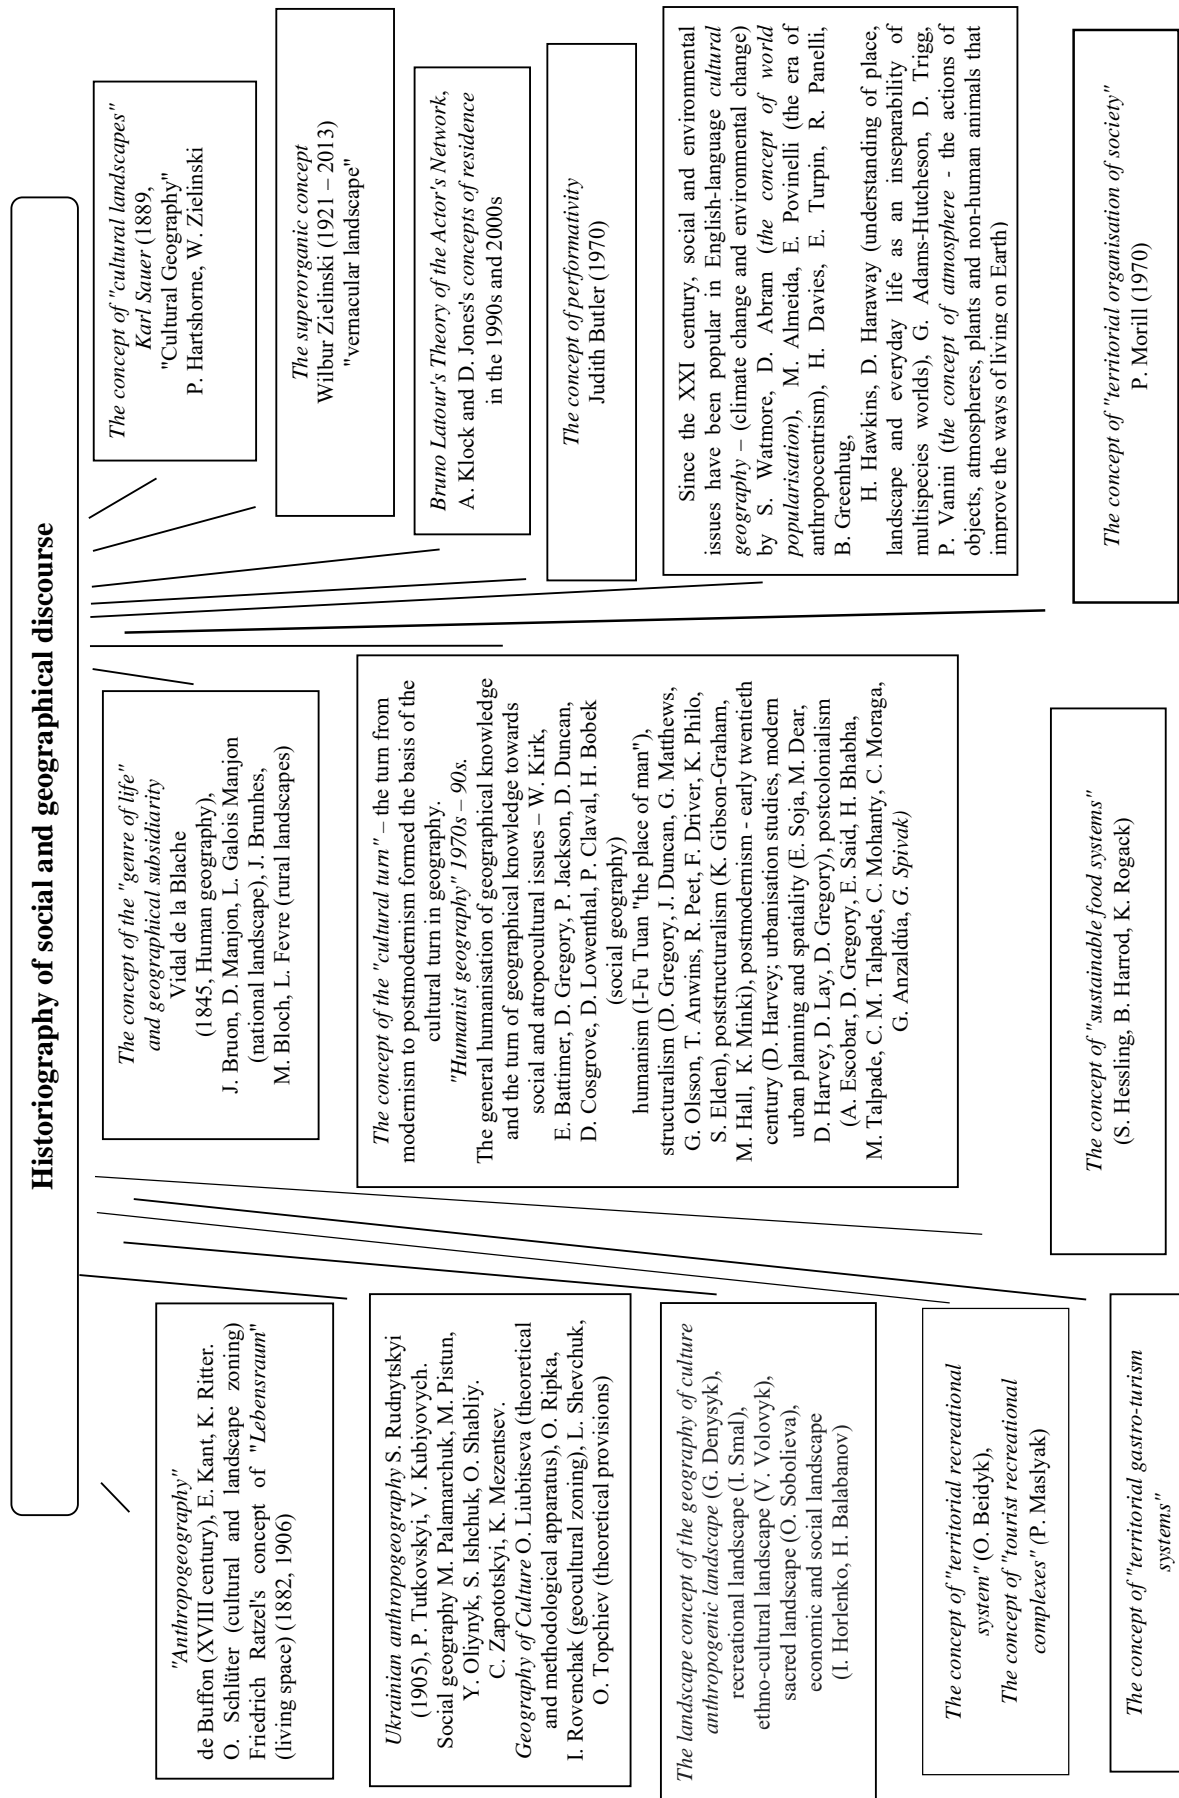 Historiography of social and geographical discourse
"Anthropogeography"
de Buffon (XVIII century), E. Kant, K. Ritter.
O. Schlüter (cultural and landscape zoning)
Friedrich Ratzel's concept of "Lebensraum"
(living space) (1882, 1906)
Ukrainian anthropogeography S. Rudnytskyi
(1905), P. Tutkovskyi, V. Kubiyovych.
Social geography M. Palamarchuk, M. Pistun,
Y. Oliynyk, S. Ishchuk, O. Shabliy.
C. Zapototskyi, K. Mezentsev.
Geography of Culture O. Liubitseva (theoretical
and methodological apparatus), O. Ripka,
I. Rovenchak (geocultural zoning), L. Shevchuk,
O. Topchiev (theoretical provisions)
The landscape concept of the geography of culture
anthropogenic landscape (G. Denysyk),
recreational landscape (I. Smal),
ethno-cultural landscape (V. Volovyk),
sacred landscape (O. Sobolieva),
economic and social landscape
(I. Horlenko, H. Balabanov)
The concept of "territorial recreational
system" (O. Beidyk),
The concept of "tourist recreational
complexes" (P. Maslyak)
The concept of "territorial gastro-turism
systems"
The concept of the "genre of life"
and geographical subsidiarity
Vidal de la Blache
(1845, Human geography),
J. Bruon, D. Manjon, L. Galois Manjon
(national landscape), J. Brunhes,
M. Bloch, L. Fevre (rural landscapes)
The concept of the "cultural turn" – the turn from
modernism to postmodernism formed the basis of the
cultural turn in geography.
"Humanist geography" 1970s – 90s.
The general humanisation of geographical knowledge
and the turn of geographical knowledge towards
social and atropocultural issues – W. Kirk,
E. Battimer, D. Gregory, P. Jackson, D. Duncan,
D. Cosgrove, D. Lowenthal, P. Claval, H. Bobek
(social geography)
humanism (I-Fu Tuan "the place of man"),
structuralism (D. Gregory, J. Duncan, G. Matthews,
G. Olsson, T. Anwins, R. Peet, F. Driver, K. Philo,
S. Elden), poststructuralism (K. Gibson-Graham,
M. Hall, K. Minki), postmodernism - early twentieth
century (D. Harvey; urbanisation studies, modern
urban planning and spatiality (E. Soja, M. Dear,
D. Harvey, D. Lay, D. Gregory), postcolonialism
(A. Escobar, D. Gregory, E. Said, H. Bhabha,
M. Talpade, C. M. Talpade, C. Mohanty, C. Moraga,
G. Anzaldúa, G. Spivak)
The concept of "sustainable food systems"
(S. Hessling, B. Harrod, K. Rogack)
The concept of "cultural landscapes"
Karl Sauer (1889,
"Cultural Geography"
P. Hartshorne, W. Zielinski
The superorganic concept
Wilbur Zielinski (1921 – 2013)
"vernacular landscape"
Bruno Latour's Theory of the Actor's Network,
A. Klock and D. Jones's concepts of residence
in the 1990s and 2000s
The concept of performativity
Judith Butler (1970)
Since the XXI century, social and environmental
issues have been popular in English-language cultural
geography – (climate change and environmental change)
by S. Watmore, D. Abram (the concept of world
popularisation), M. Almeida, E. Povinelli (the era of
anthropocentrism), H. Davies, E. Turpin, R. Panelli,
B. Greenhug,
H. Hawkins, D. Haraway (understanding of place,
landscape and everyday life as an inseparability of
multispecies worlds), G. Adams-Hutcheson, D. Trigg,
P. Vanini (the concept of atmosphere - the actions of
objects, atmospheres, plants and non-human animals that
improve the ways of living on Earth)
The concept of "territorial organisation of society"
P. Morill (1970)